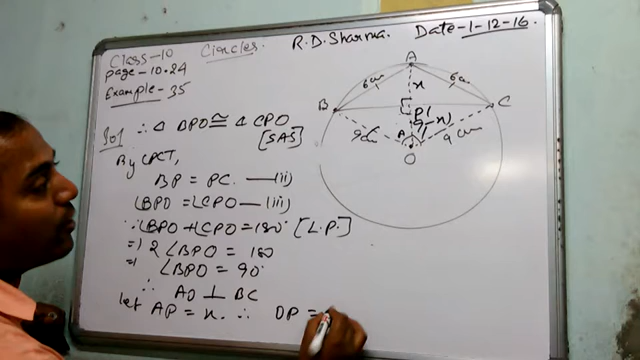 Class-10 Circles. R.D. Sharma. Date-1-12-16.
Page-10.24
Example-35
Sol ∴ Δ BPO ≅ Δ CPO
[SAS]
By CPCT,
BP = PC. —(ii)
∠BPO = ∠CPO —(iii)
∴ ∠BPO + ∠CPO = 180° [L.P.]
⇒ 2∠BPO = 180
⇒ ∠BPO = 90°
∴ AO ⊥ BC
let AP = x. ∴ OP =
A
6cm x 6cm
B C
P
9cm 9cm
O